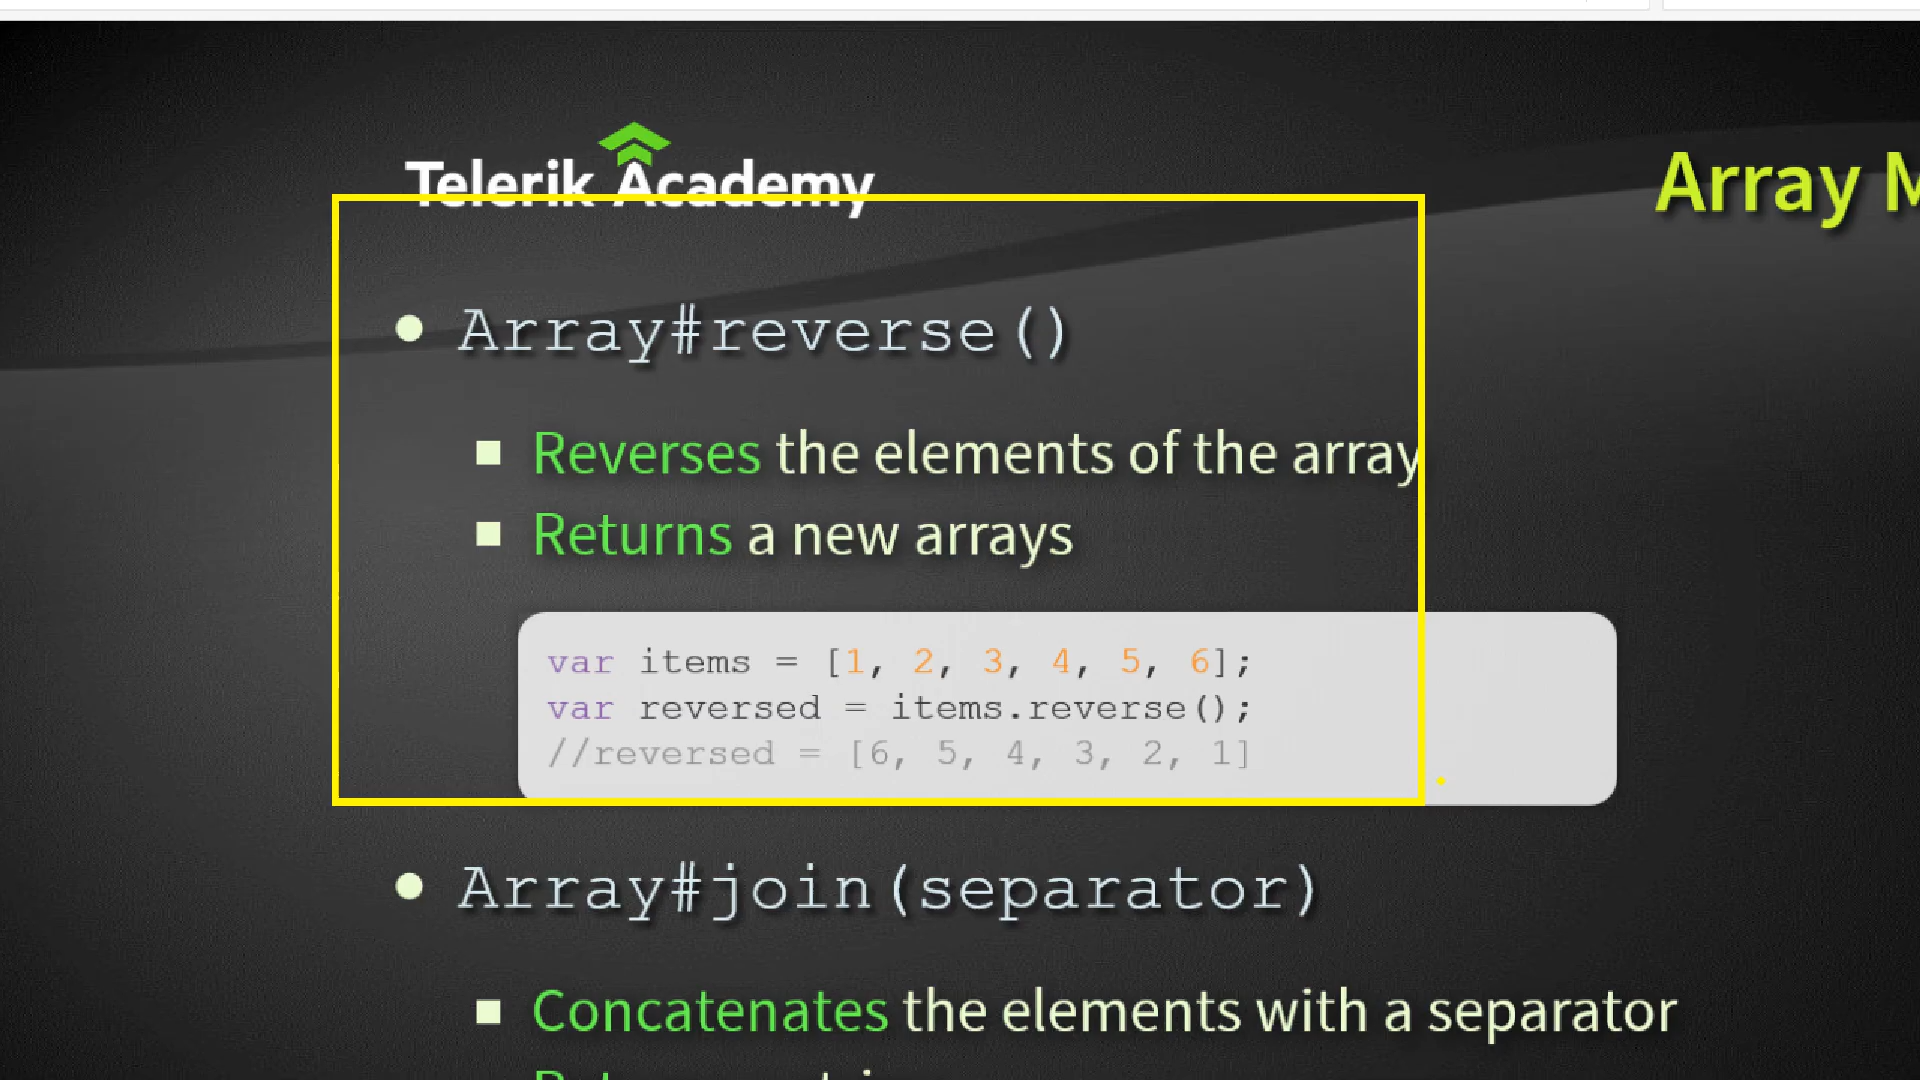 Telerik Academy
Array
Array#reverse()
Reverses the elements of the array
Returns a new arrays
var items = [1, 2, 3, 4, 5, 6];
var reversed = items.reverse();
//reversed = [6, 5, 4, 3, 2, 1]
Array#join(separator)
Concatenates the elements with a separator